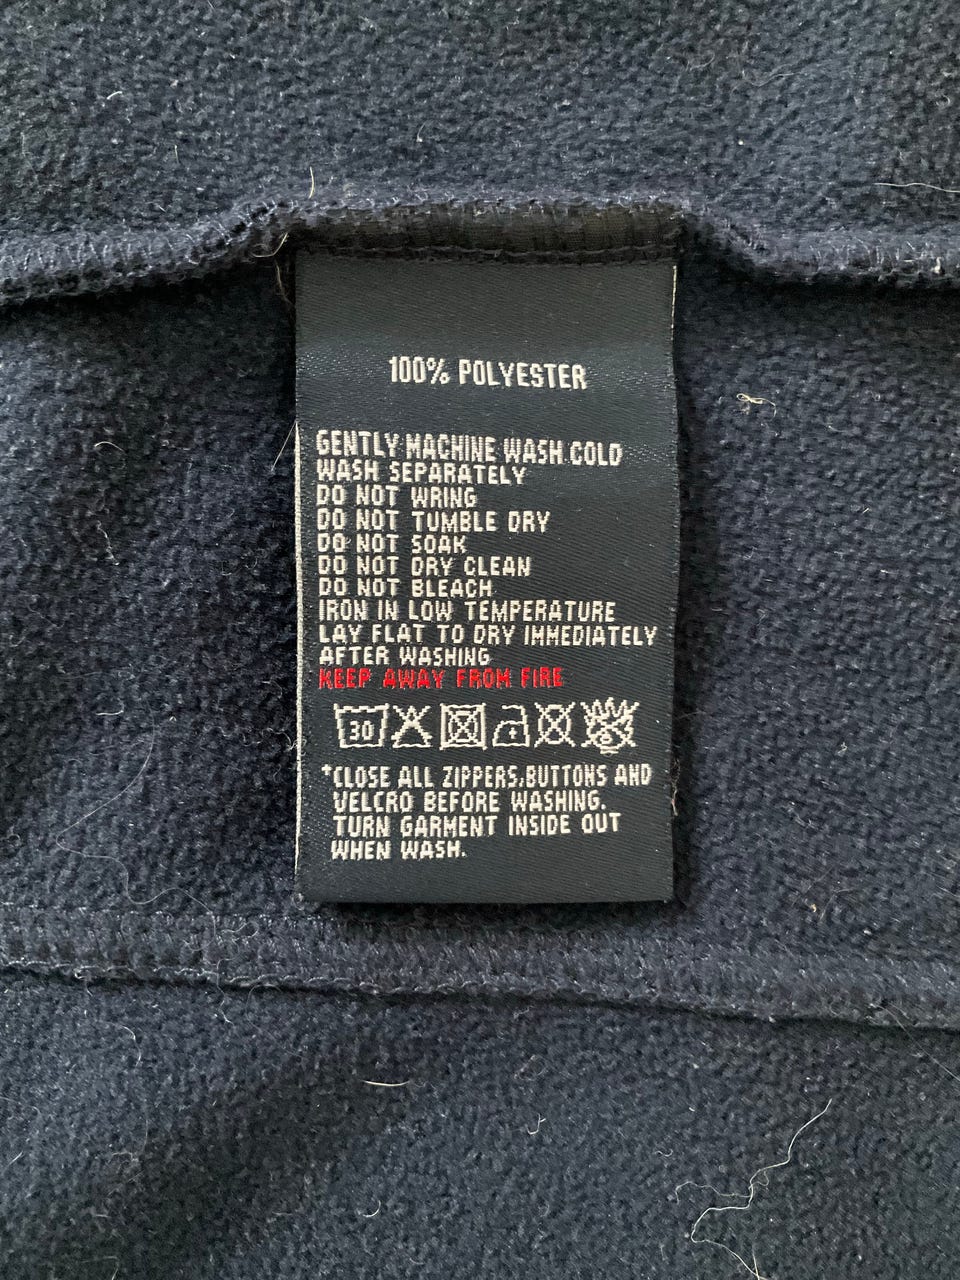 100% POLYESTER
GENTLY MACHINE WASH COLD
WASH SEPARATELY
DO NOT WRING
DO NOT TUMBLE DRY
DO NOT SOAK
DO NOT DRY CLEAN
DO NOT BLEACH
IRON IN LOW TEMPERATURE
LAY FLAT TO DRY IMMEDIATELY
AFTER WASHING
KEEP AWAY FROM FIRE
30
*CLOSE ALL ZIPPERS,BUTTONS AND
VELCRO BEFORE WASHING.
TURN GARMENT INSIDE OUT
WHEN WASH.